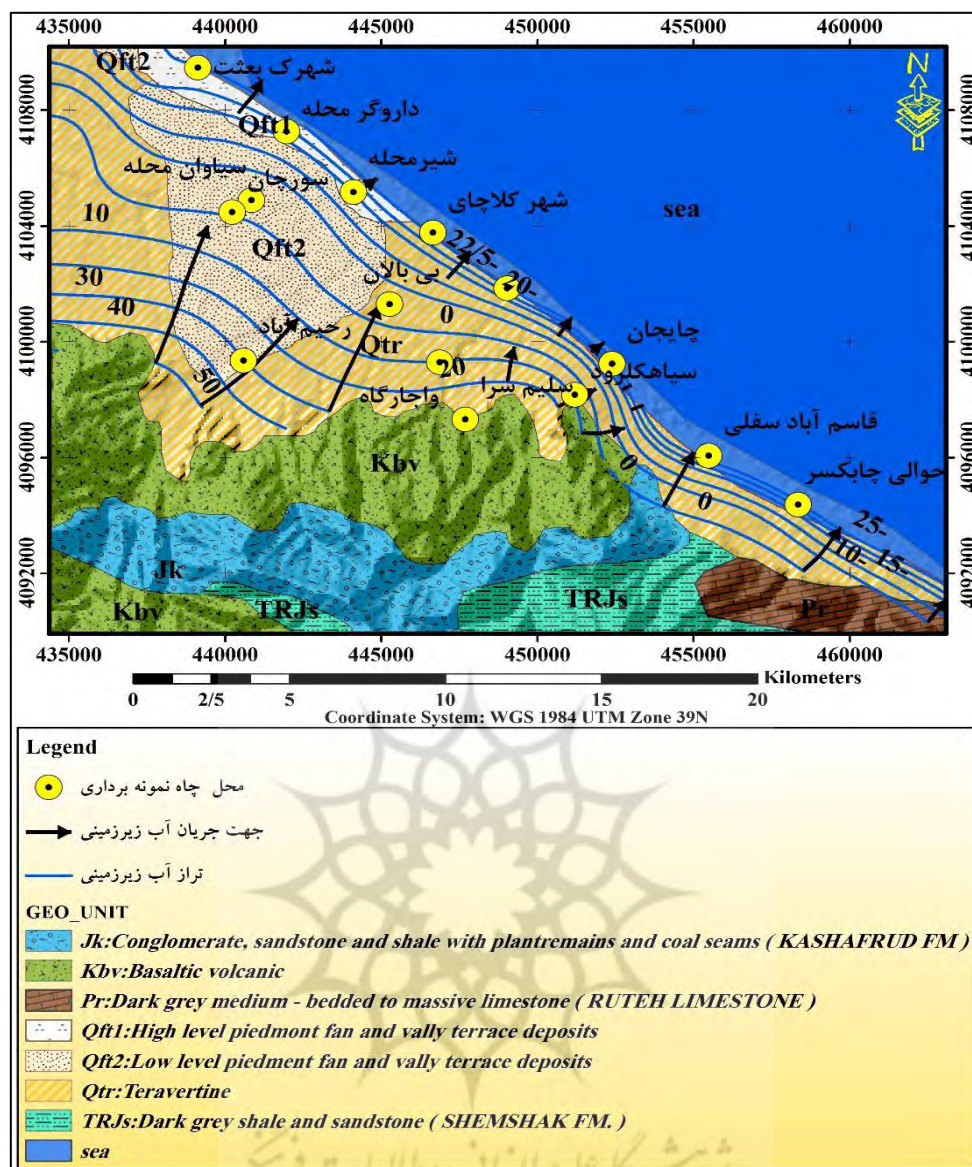 435000 440000 445000 450000 455000 460000
N
Qft2
شهرک بعثت
4108000
4108000
داروگر محله
Qft1
شیرمحله
سیاوان محله
سورجان
4104000
4104000
شهر کلاچای
sea
10
22/5-
20-
Qft2
بی بالان
30
0
40
رحیم آباد
Qtr
چایجان
4100000
4100000
20
سیاهکلرود
50
سلیم سرا
واجارگاه
قاسم آباد سفلی
4096000
4096000
Kbv
0
حوالی چابکسر
0
25-
10-
15-
4092000
4092000
Jk
Kbv
TRJs
TRJs
Pr
435000 440000 445000 450000 455000 460000
Kilometers
0 2/5 5 10 15 20
Coordinate System: WGS 1984 UTM Zone 39N
Legend
محل چاه نمونه برداری
جهت جریان آب زیرزمینی
تراز آب زیرزمینی
GEO_UNIT
Jk:Conglomerate, sandstone and shale with plantremains and coal seams ( KASHAFRUD FM )
Kbv:Basaltic volcanic
Pr:Dark grey medium - bedded to massive limestone ( RUTEH LIMESTONE )
Qft1:High level piedmont fan and vally terrace deposits
Qft2:Low level piedment fan and vally terrace deposits
Qtr:Teravertine
TRJs:Dark grey shale and sandstone ( SHEMSHAK FM. )
sea